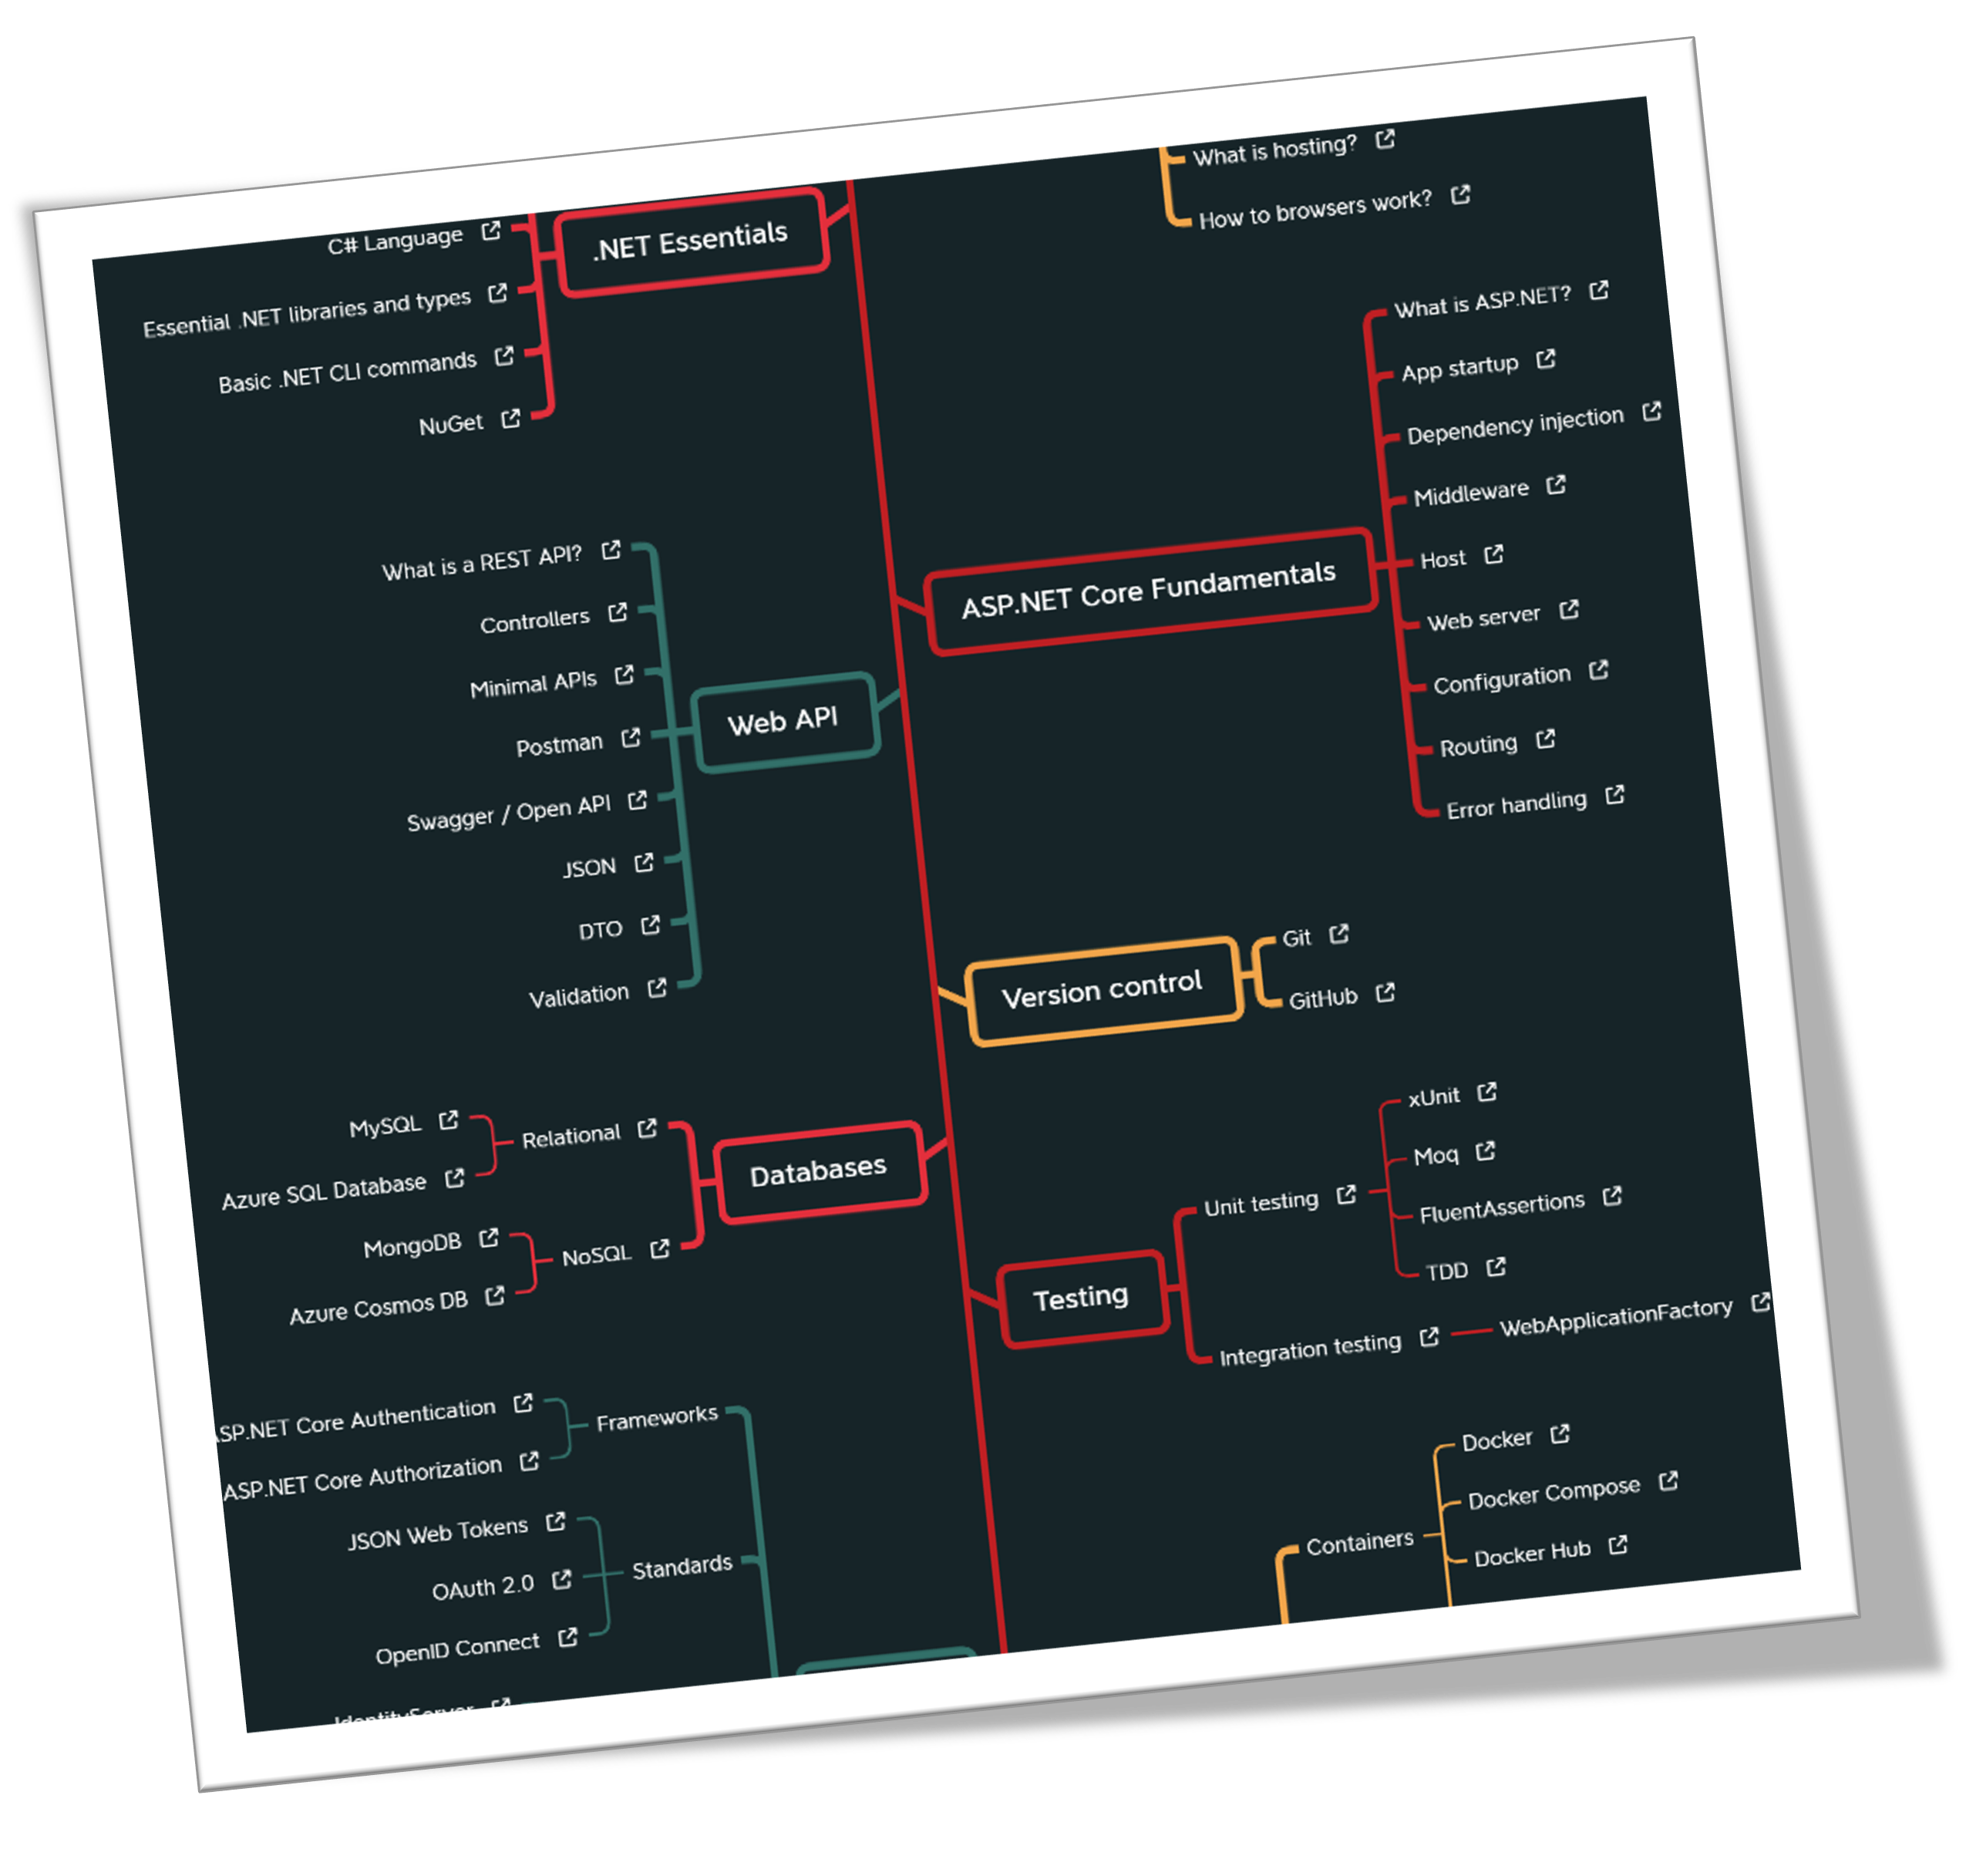 What is hosting?
How to browsers work?
.NET Essentials
C# Language
Essential .NET libraries and types
Basic .NET CLI commands
NuGet
ASP.NET Core Fundamentals
What is ASP.NET?
App startup
Dependency injection
Middleware
Host
Web server
Configuration
Routing
Error handling
Web API
What is a REST API?
Controllers
Minimal APIs
Postman
Swagger / Open API
JSON
DTO
Validation
Version control
Git
GitHub
Databases
Relational
MySQL
Azure SQL Database
NoSQL
MongoDB
Azure Cosmos DB
Testing
Unit testing
xUnit
Moq
FluentAssertions
TDD
Integration testing
WebApplicationFactory
Frameworks
ASP.NET Core Authentication
ASP.NET Core Authorization
Standards
JSON Web Tokens
OAuth 2.0
OpenID Connect
IdentityServer
Containers
Docker
Docker Compose
Docker Hub